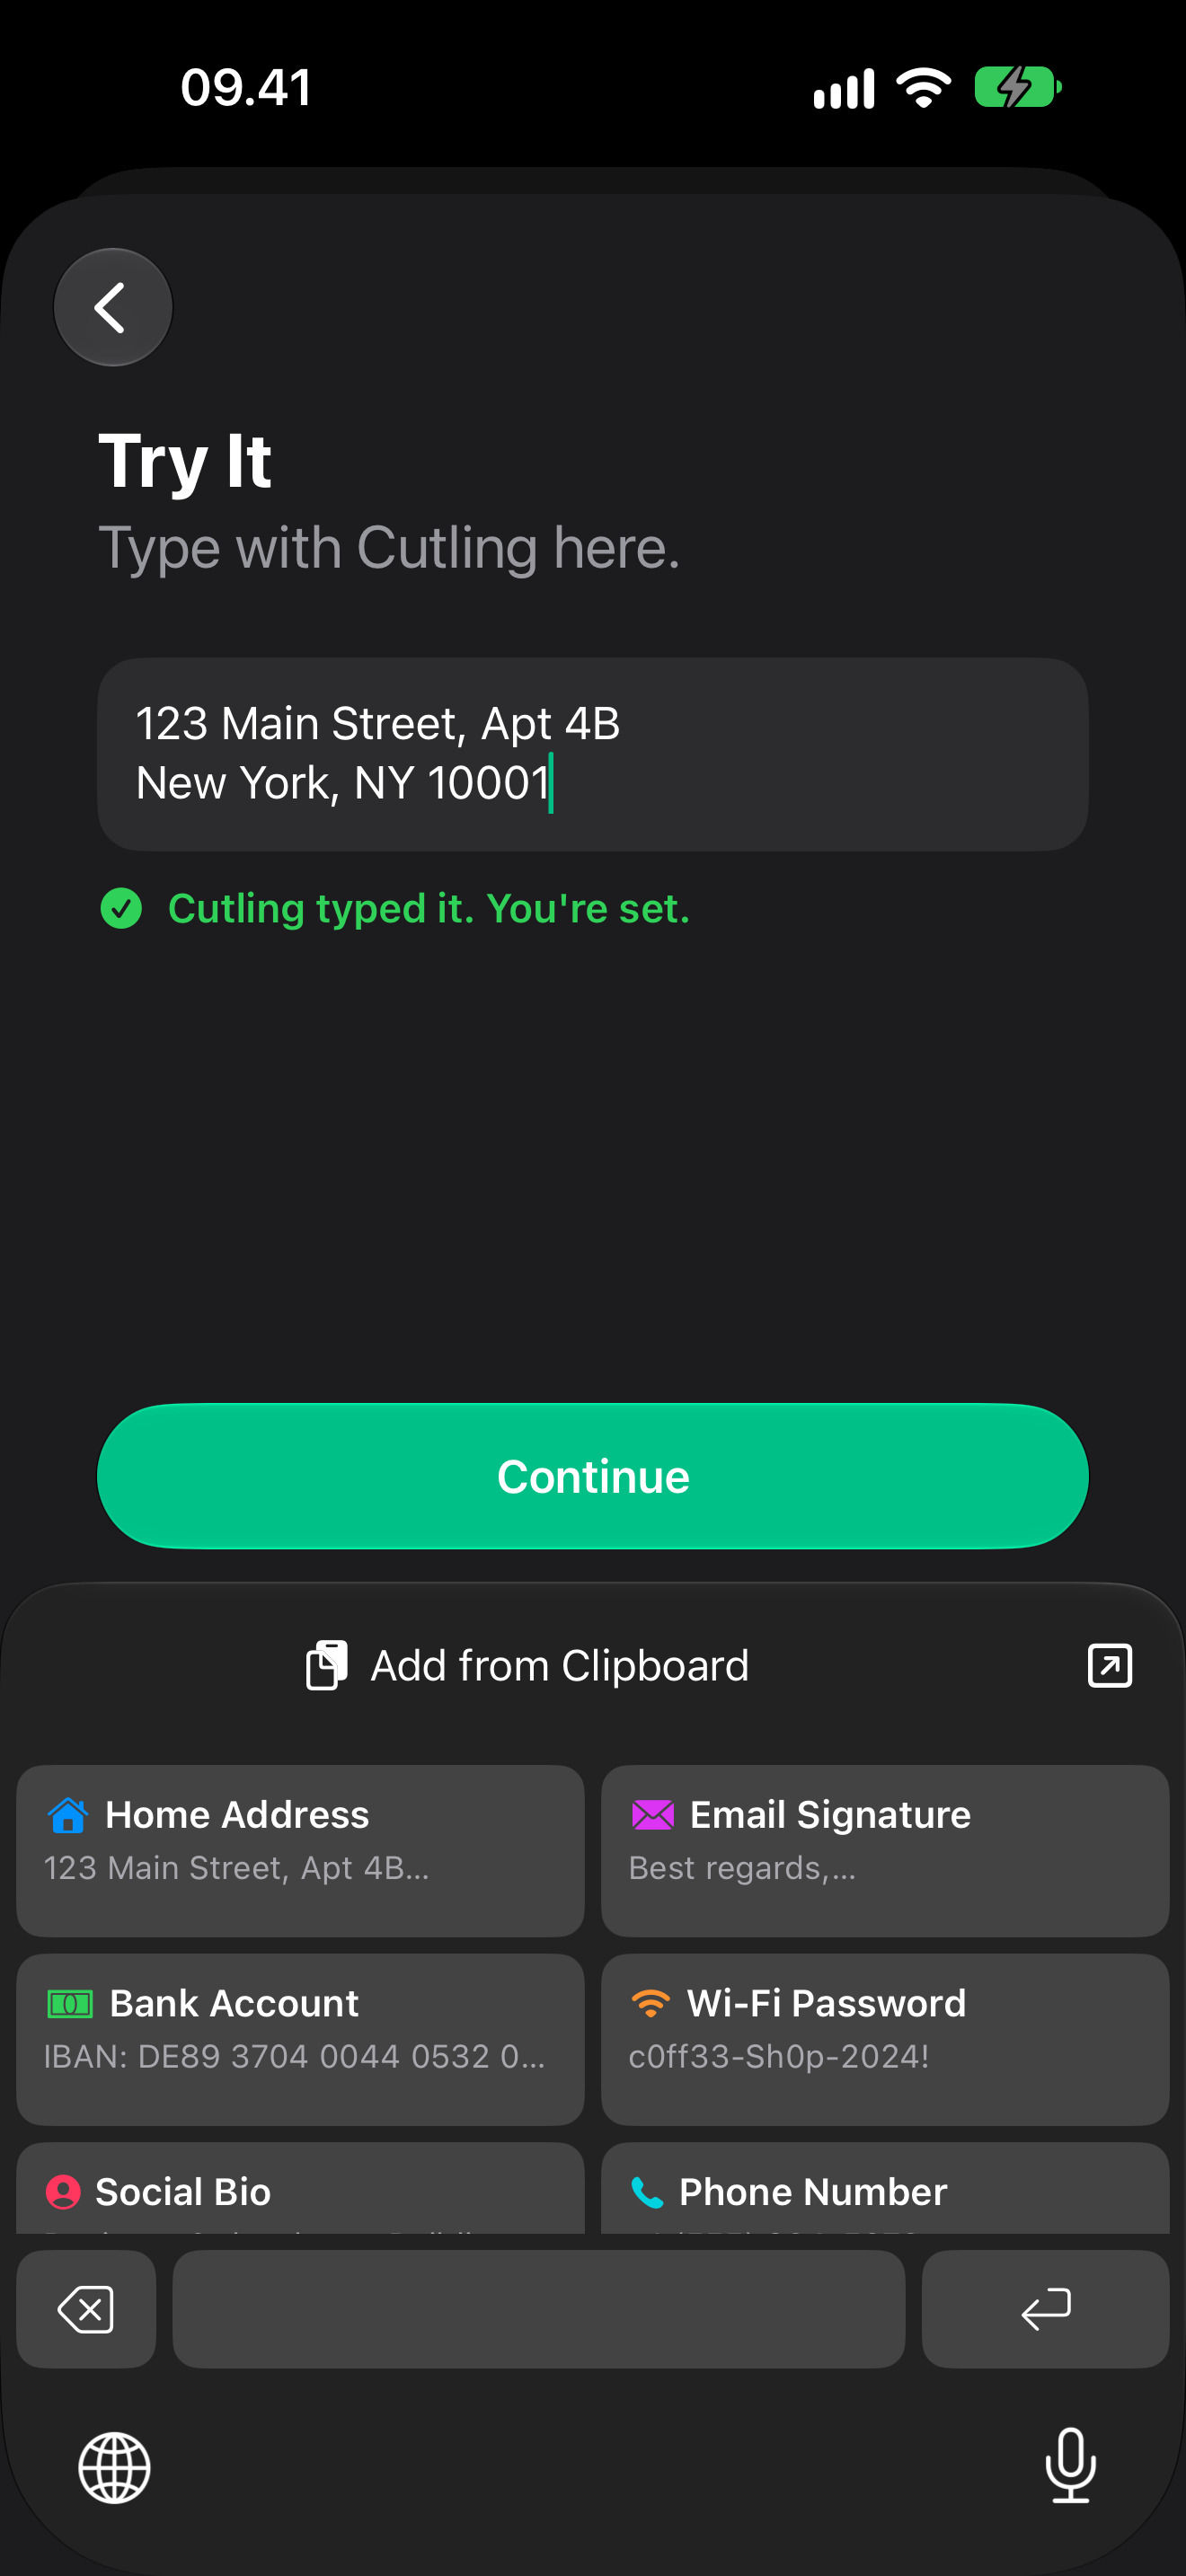 09.41
Try It
Type with Cutling here.
123 Main Street, Apt 4B
New York, NY 10001
Cutling typed it. You're set.
Continue
Add from Clipboard
Home Address
123 Main Street, Apt 4B...
Email Signature
Best regards,...
Bank Account
IBAN: DE89 3704 0044 0532 0...
Wi-Fi Password
c0ff33-Sh0p-2024!
Social Bio
Phone Number